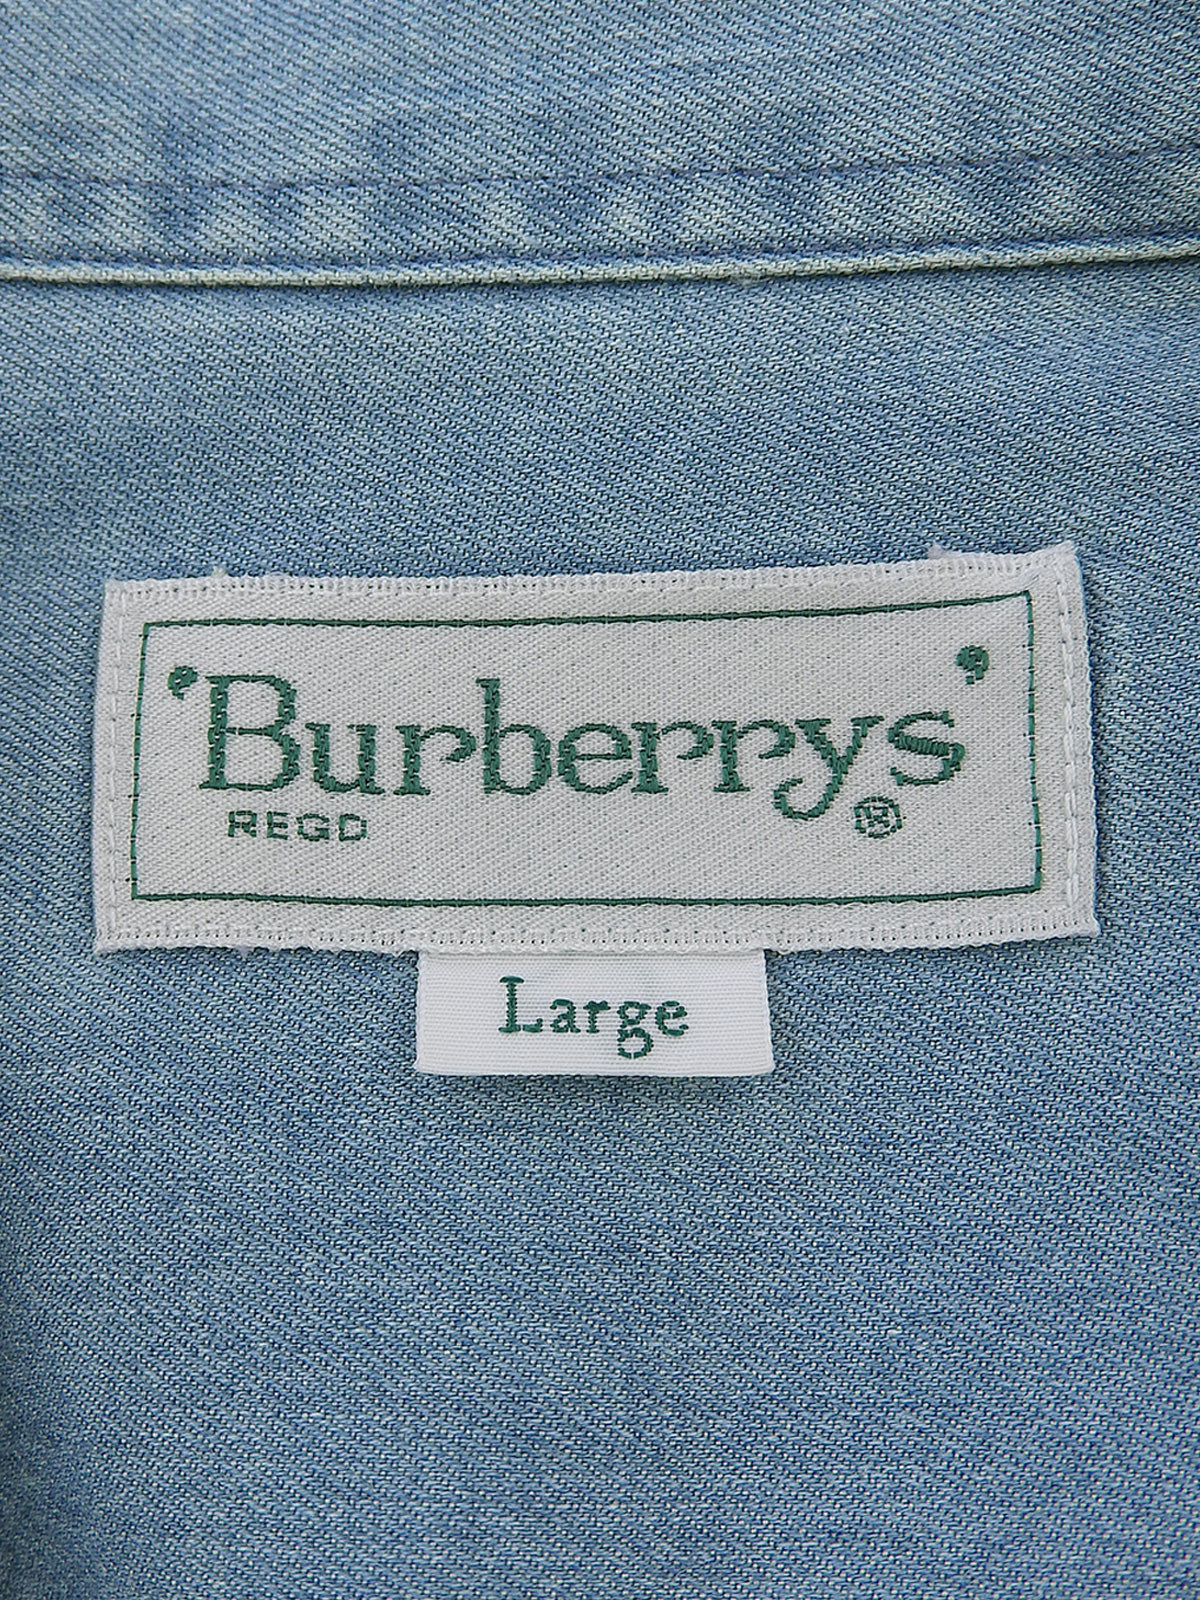 ‘Burberrys’
REGD ®
Large